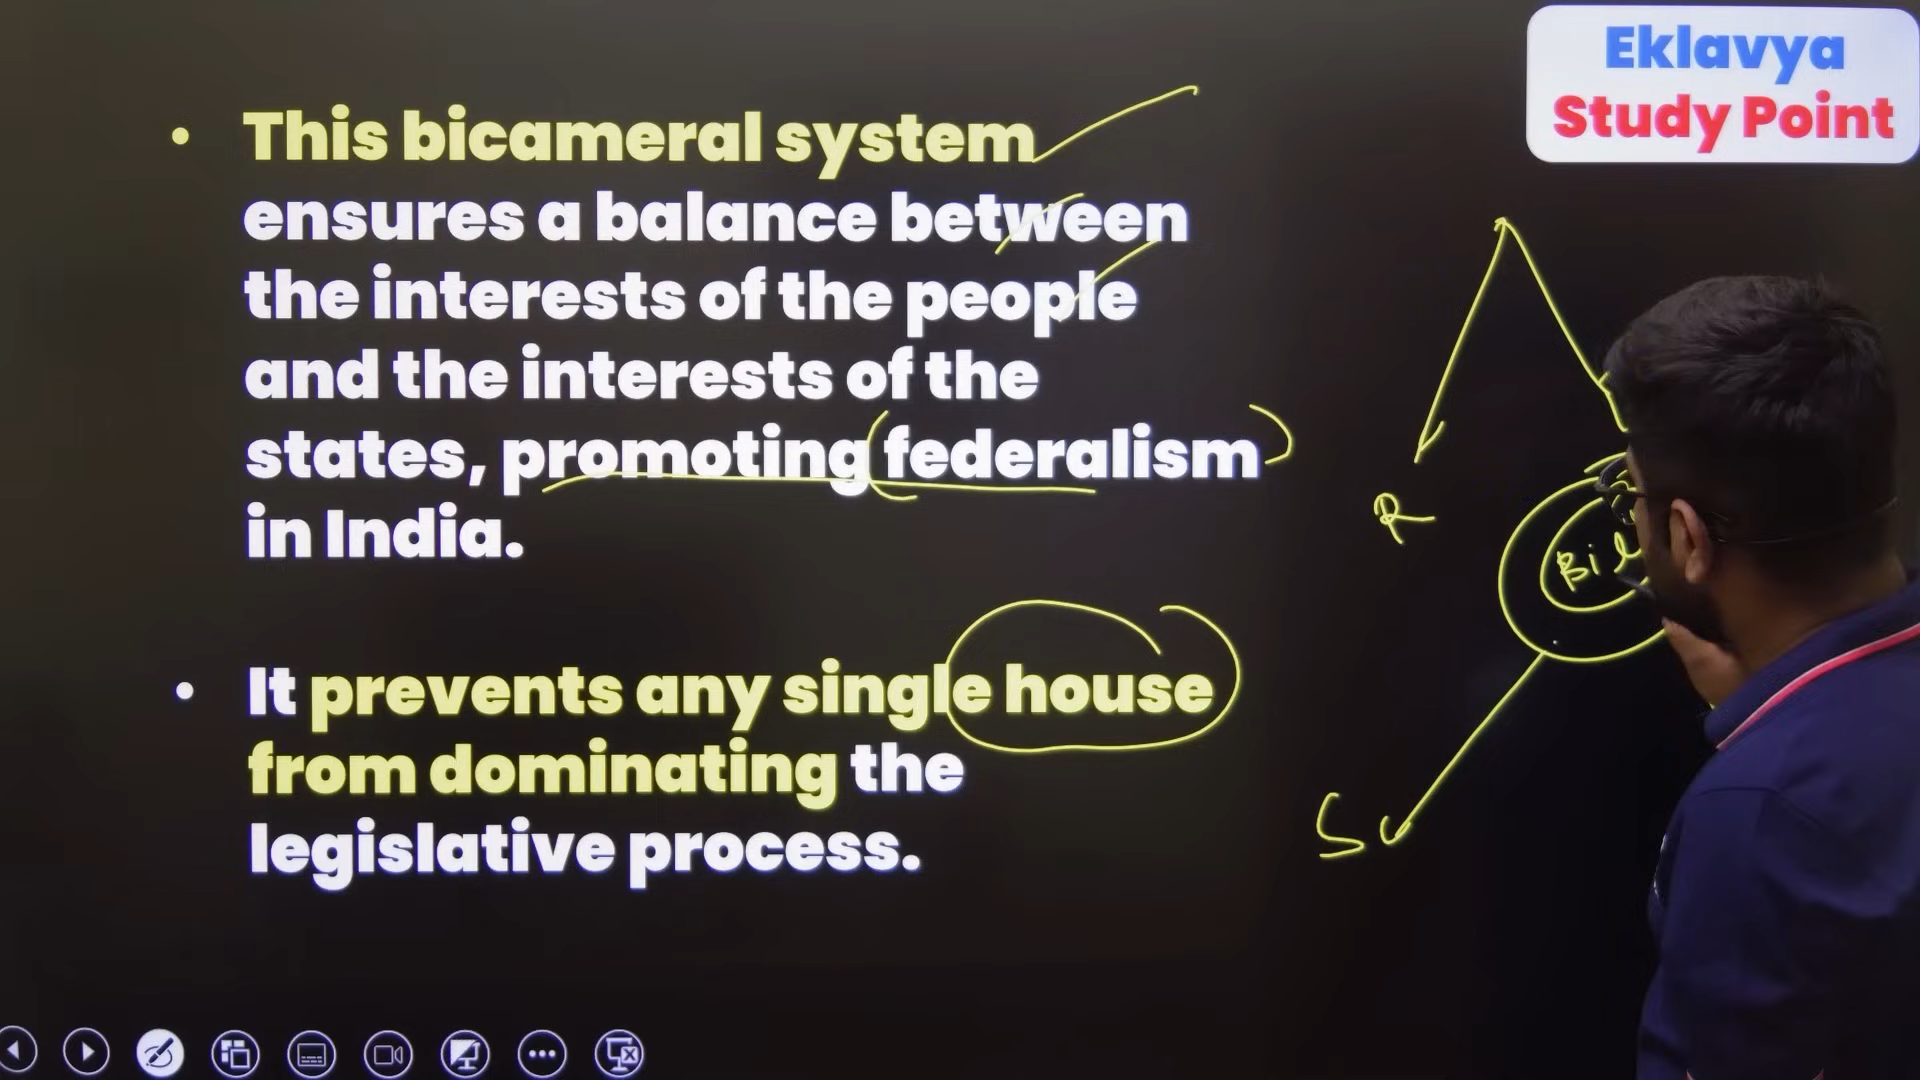 Eklavya
Study Point
• This bicameral system
ensures a balance between
the interests of the people
and the interests of the
states, promoting federalism
in India.
• It prevents any single house
from dominating the
legislative process.
R